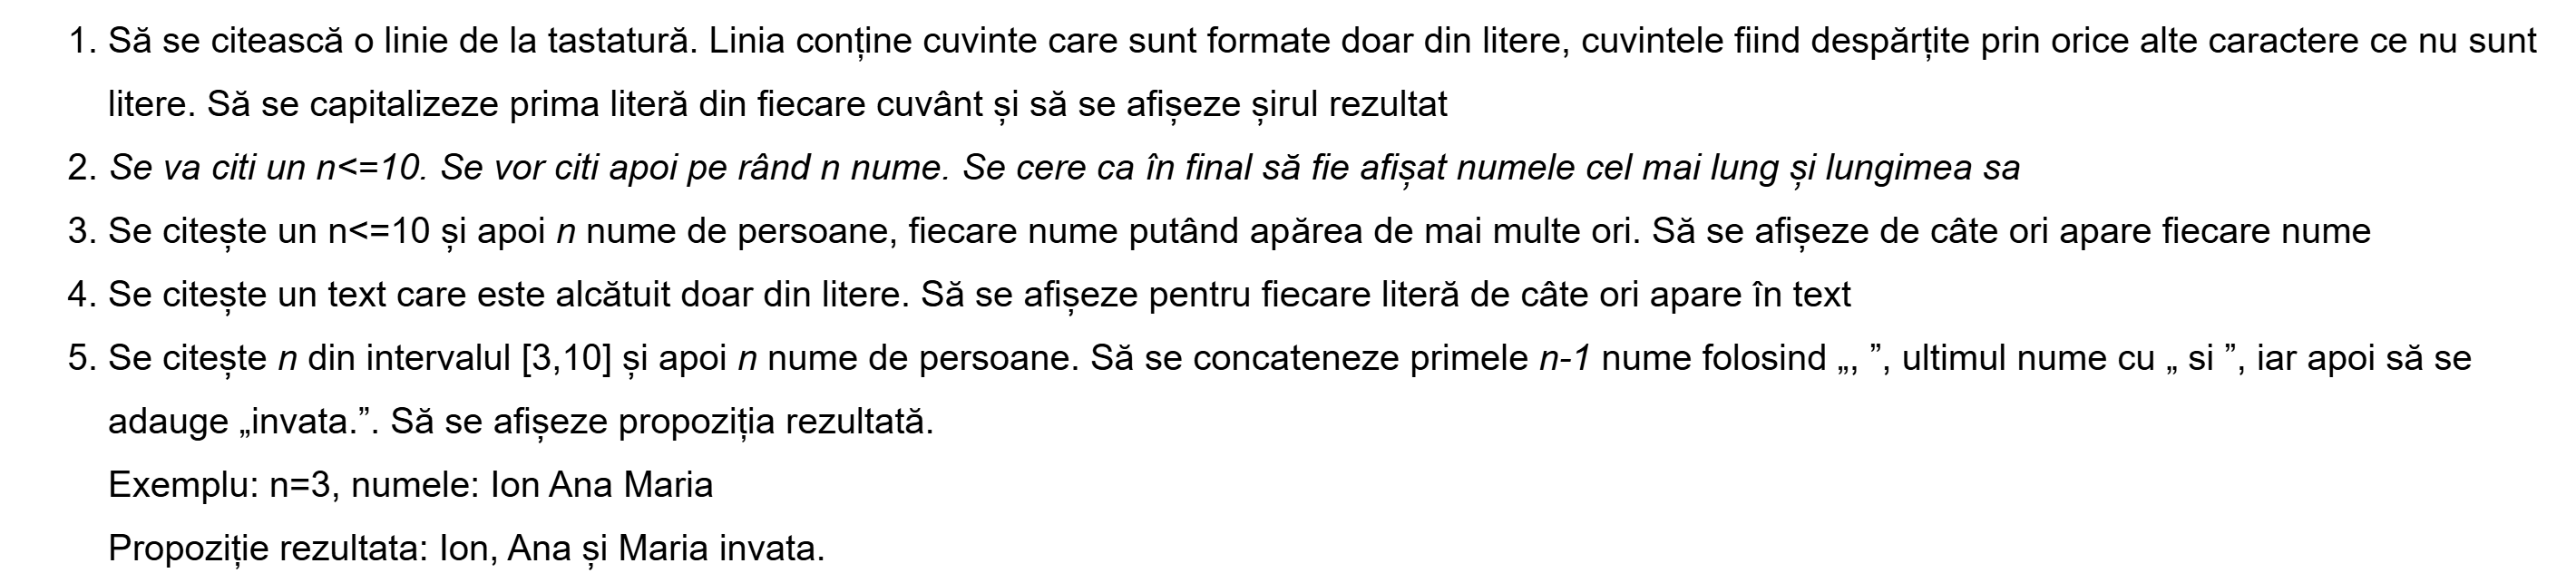 1. Să se citească o linie de la tastatură. Linia conține cuvinte care sunt formate doar din litere, cuvintele fiind despărțite prin orice alte caractere ce nu sunt
litere. Să se capitalizeze prima literă din fiecare cuvânt și să se afișeze șirul rezultat
2. Se va citi un n<=10. Se vor citi apoi pe rând n nume. Se cere ca în final să fie afișat numele cel mai lung și lungimea sa
3. Se citește un n<=10 și apoi n nume de persoane, fiecare nume putând apărea de mai multe ori. Să se afișeze de câte ori apare fiecare nume
4. Se citește un text care este alcătuit doar din litere. Să se afișeze pentru fiecare literă de câte ori apare în text
5. Se citește n din intervalul [3,10] și apoi n nume de persoane. Să se concateneze primele n-1 nume folosind „, ”, ultimul nume cu „ si ”, iar apoi să se
adauge „invata.”. Să se afișeze propoziția rezultată.
Exemplu: n=3, numele: Ion Ana Maria
Propoziție rezultata: Ion, Ana și Maria invata.